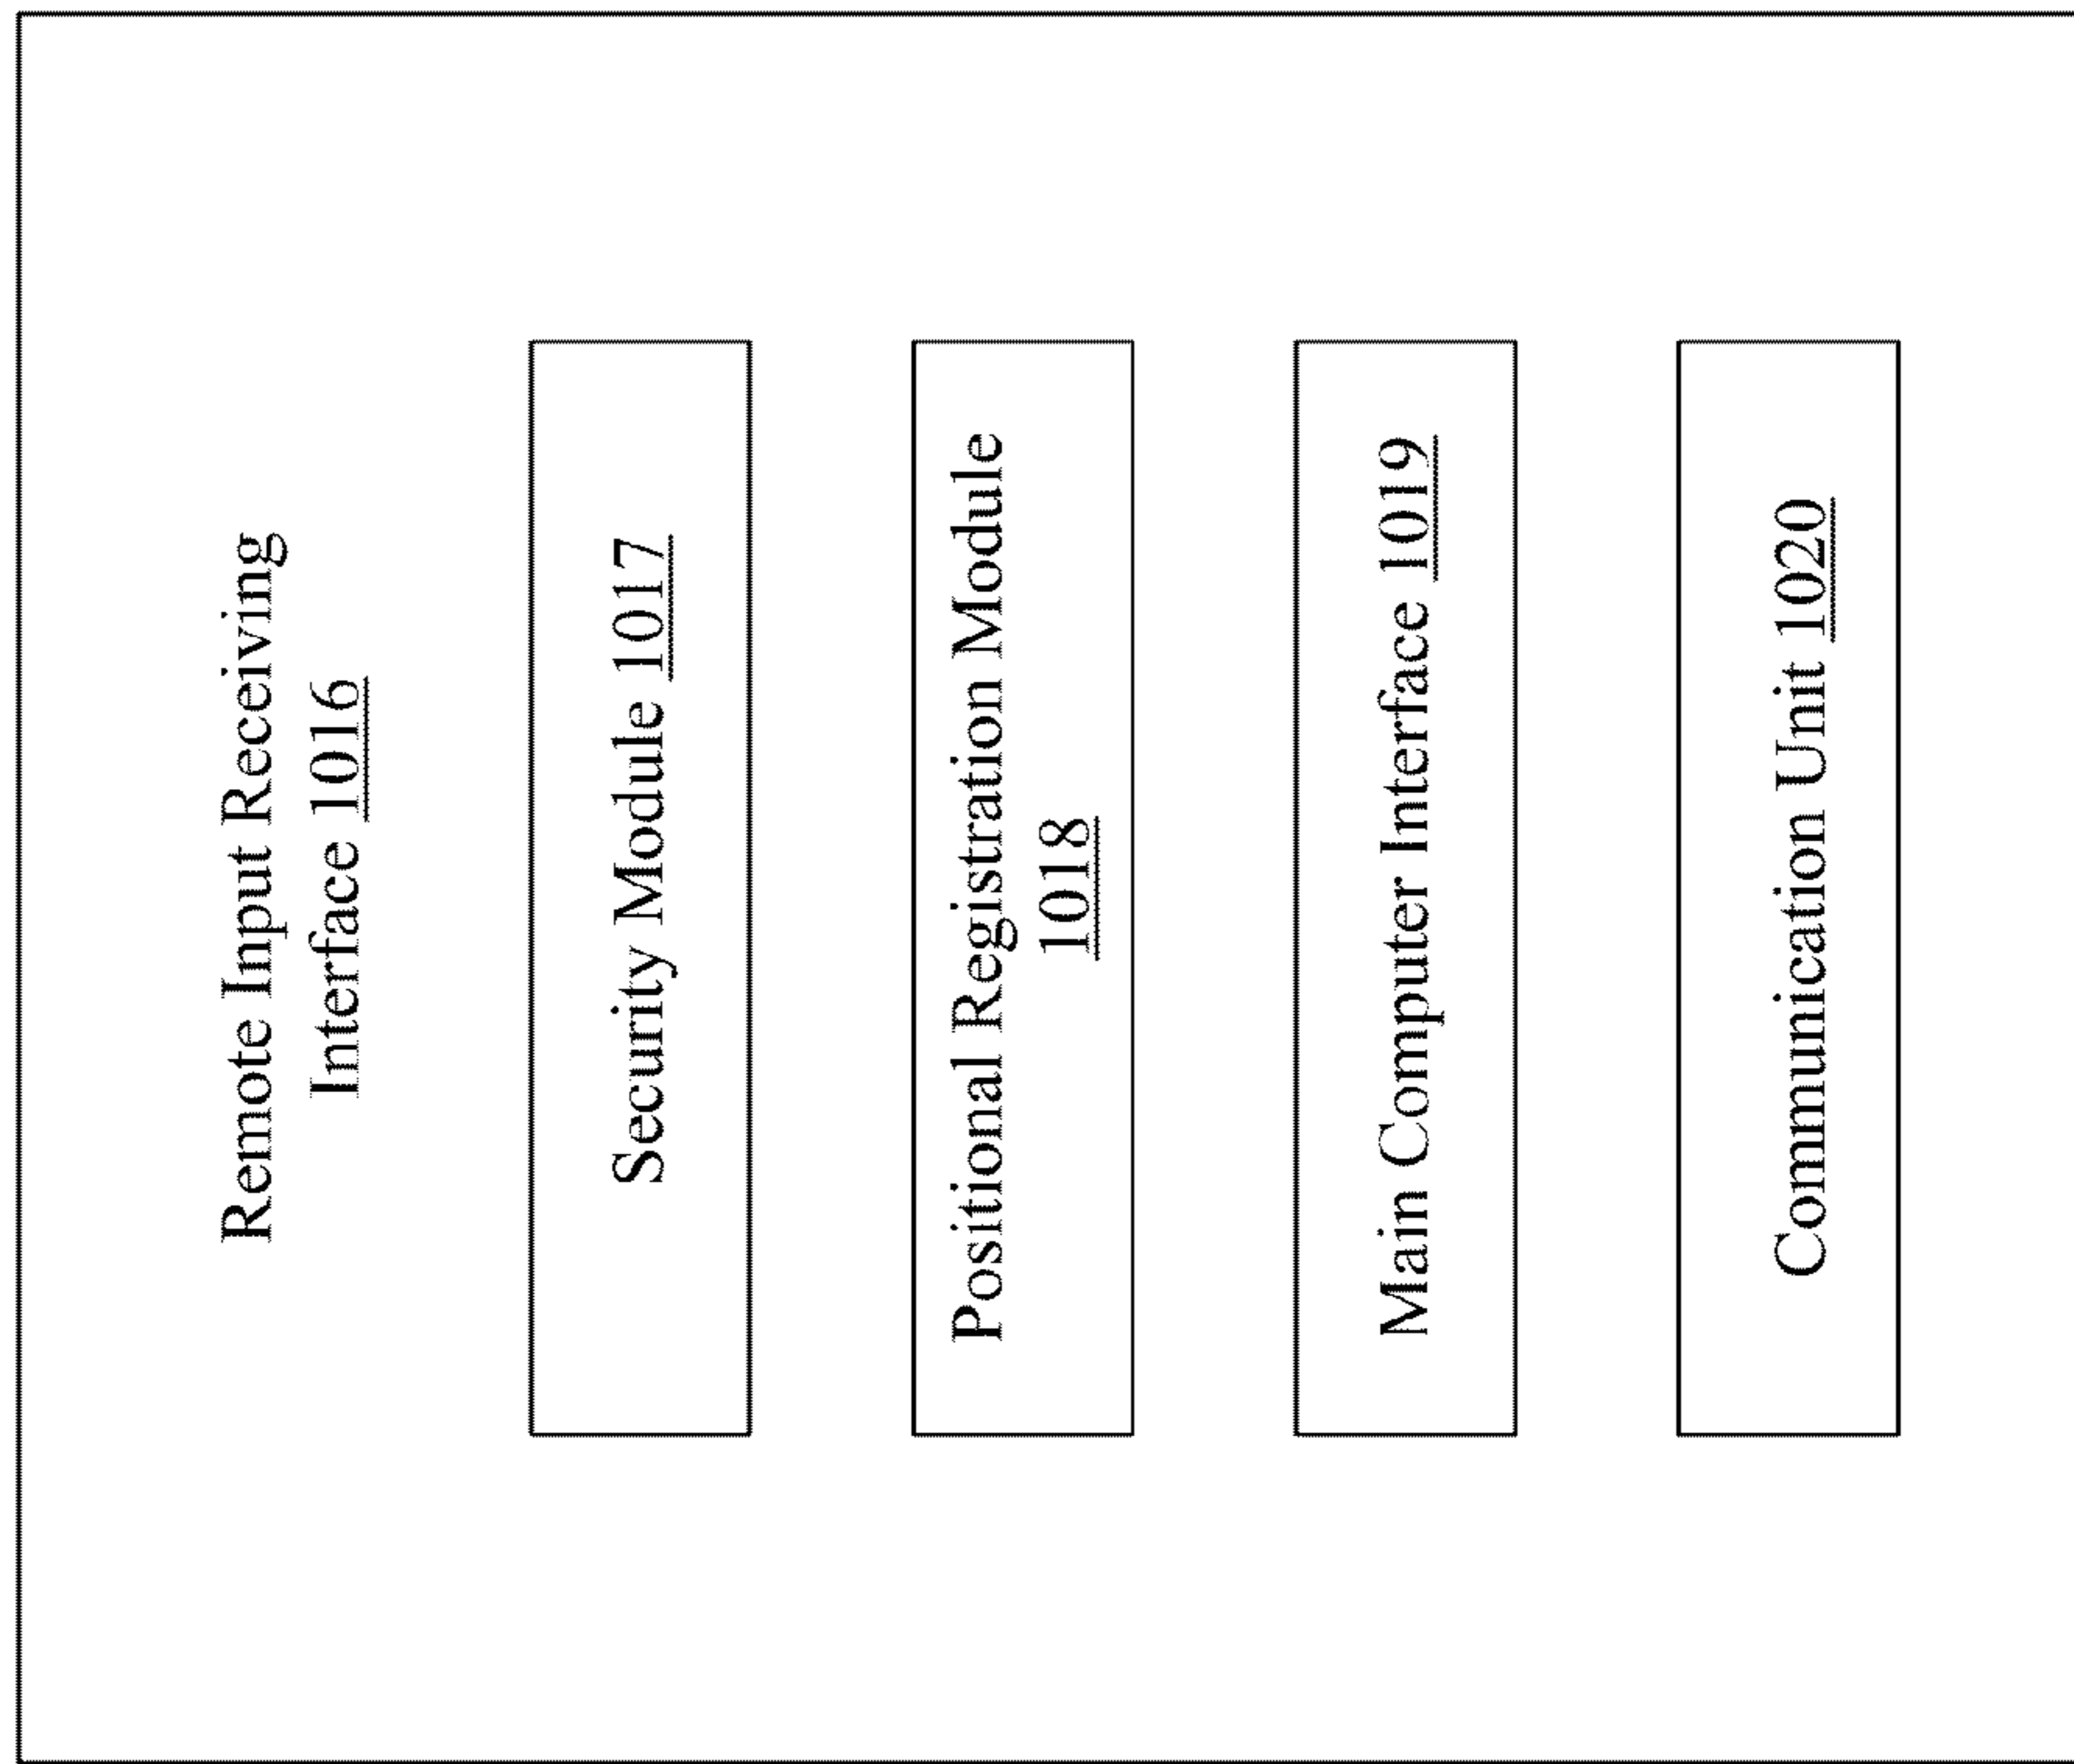 Remote Input Receiving
Interface 1016
Security Module 1017
Positional Registration Module
1018
Main Computer Interface 1019
Communication Unit 1020